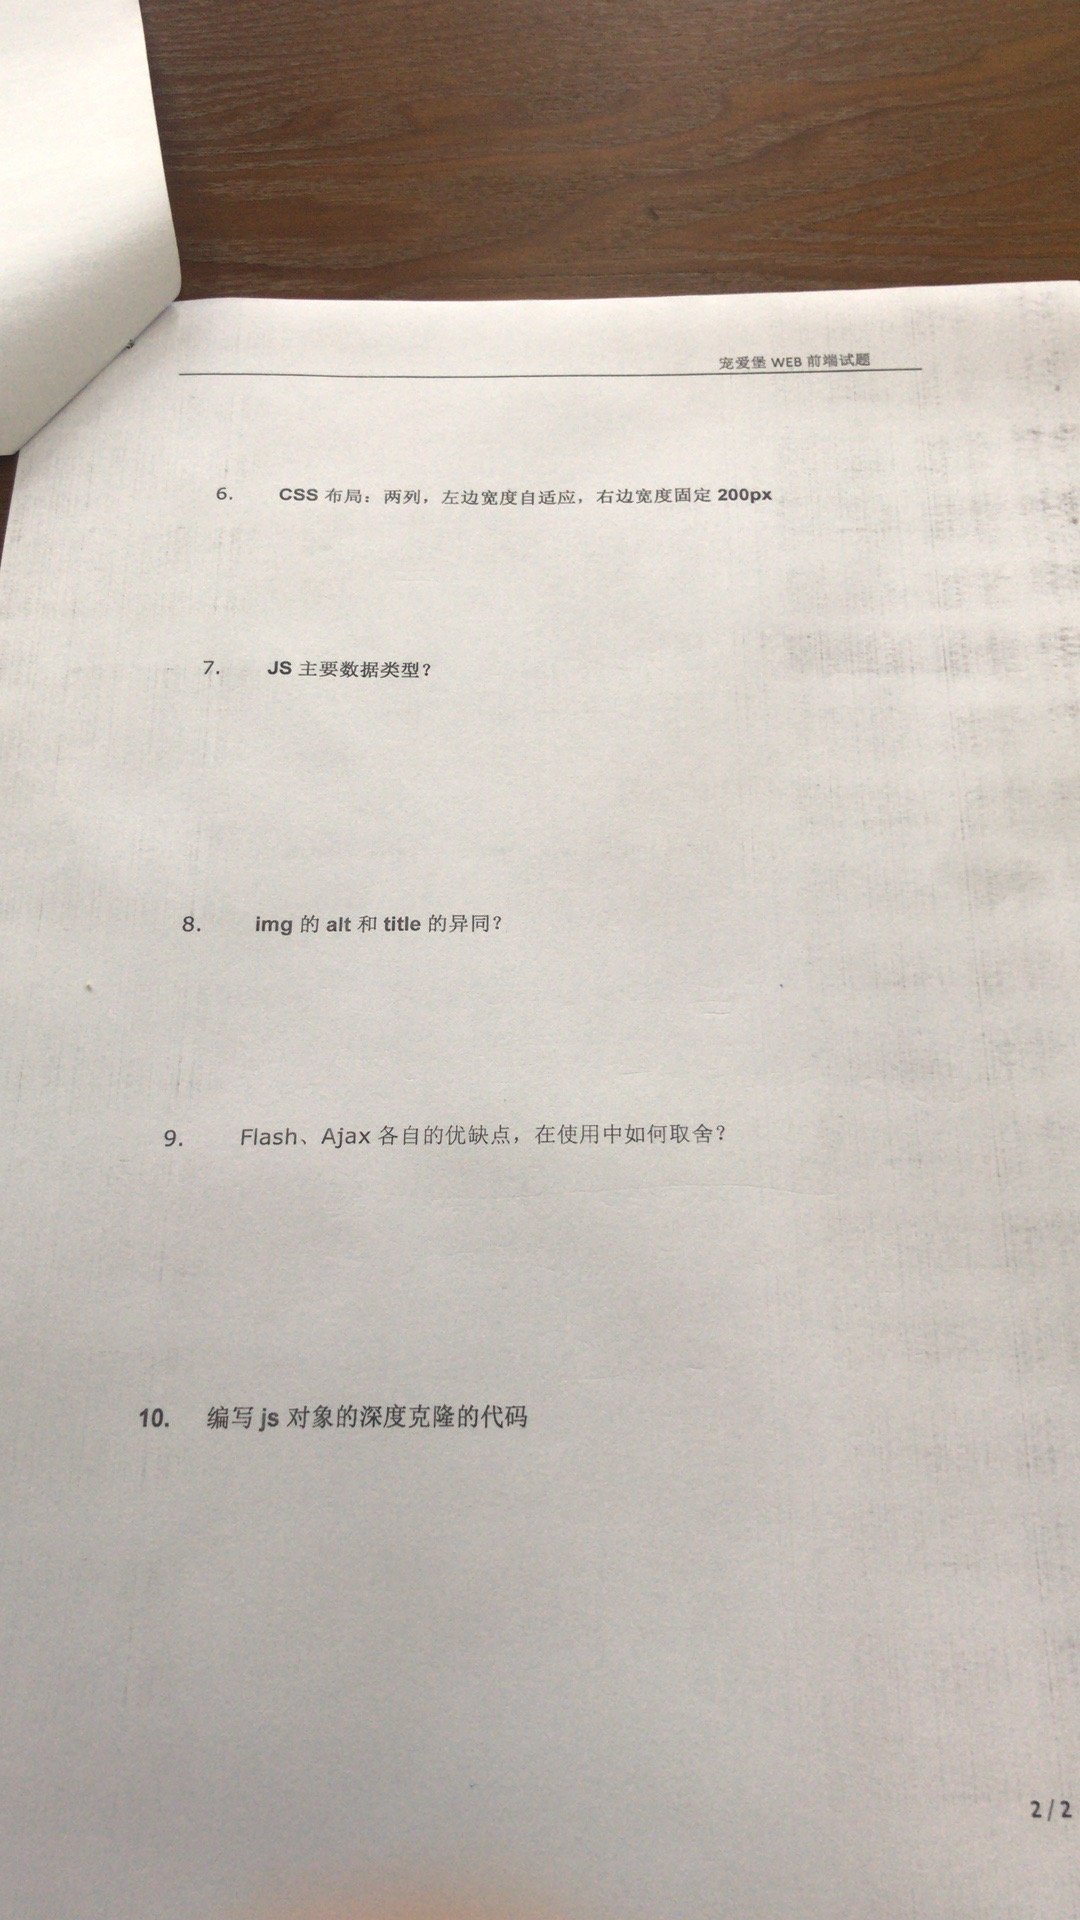 宠爱堡 WEB 前端试题
6. CSS 布局：两列，左边宽度自适应，右边宽度固定 200px
7. JS 主要数据类型？
8. img 的 alt 和 title 的异同？
9. Flash、Ajax 各自的优缺点，在使用中如何取舍？
10. 编写 js 对象的深度克隆的代码
2/2